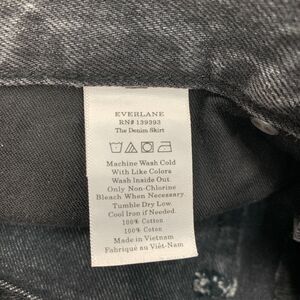 EVERLANE
RN# 139393
The Denim Skirt
Machine Wash Cold
With Like Colors
Wash Inside Out.
Only Non-Chlorine
Bleach When Necessary.
Tumble Dry Low.
Cool Iron if Needed.
100% Cotton
100% Coton
Made in Vietnam
Fabriqué au Viêt-Nam